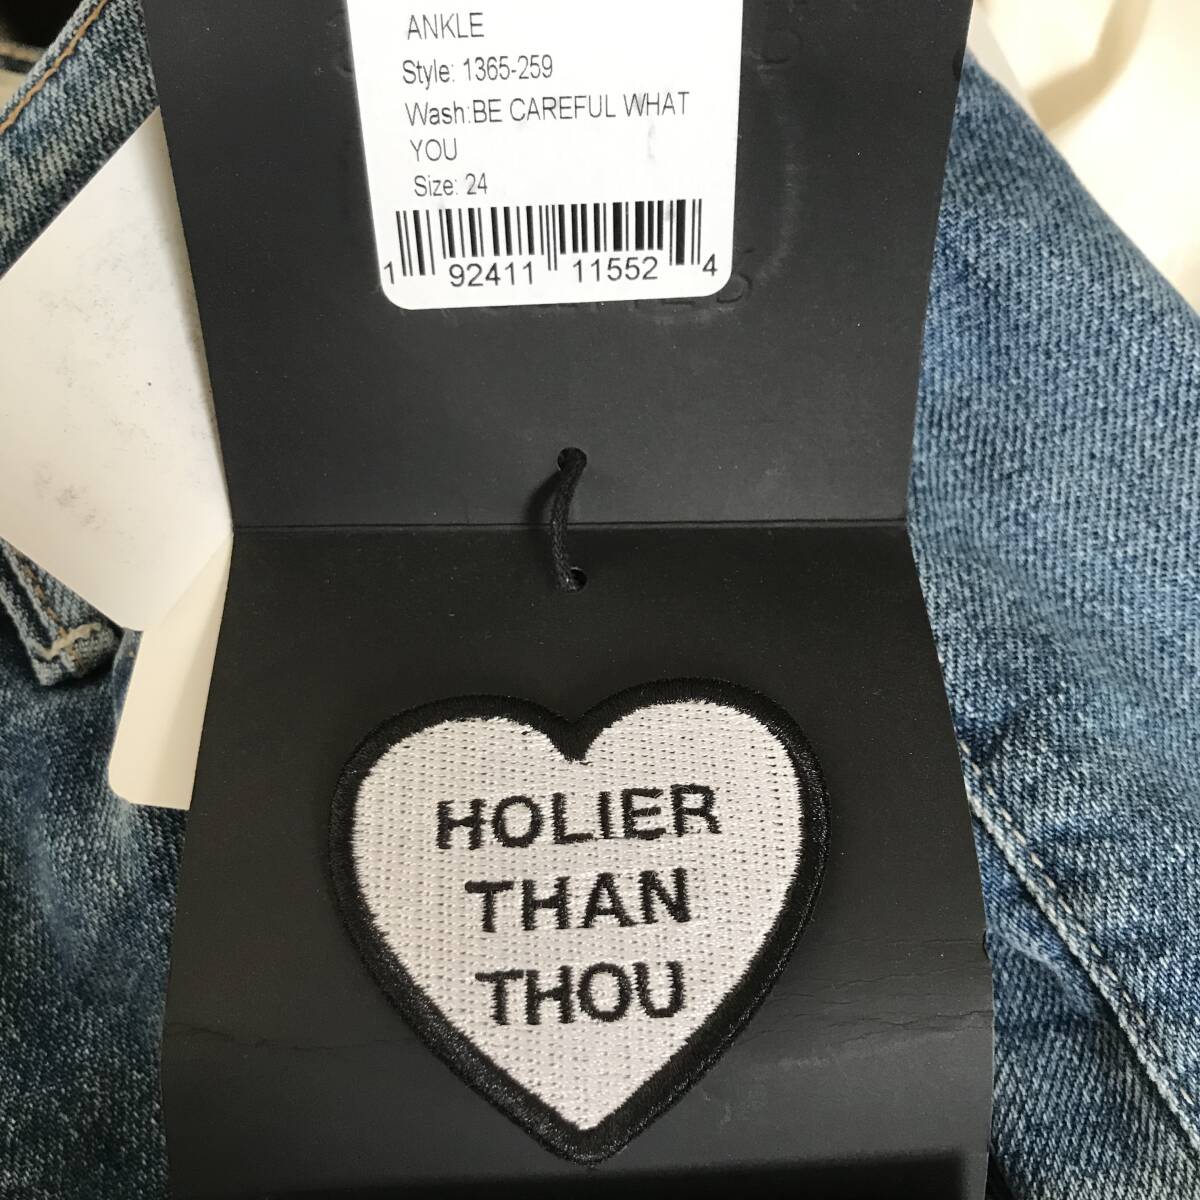 ANKLE
Style: 1365-259
Wash:BE CAREFUL WHAT
YOU
Size: 24
1 92411 11552 4
HOLIER
THAN
THOU